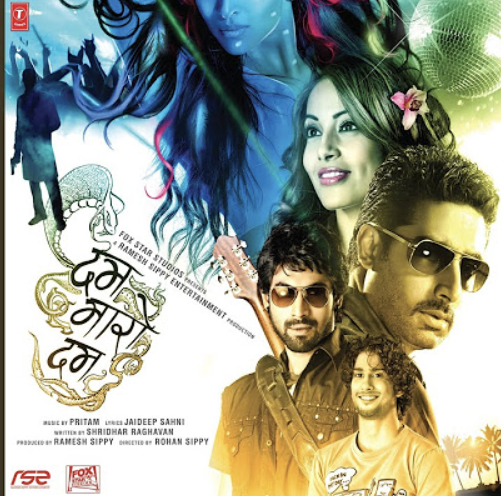 T
SERIES
FOX STAR STUDIOS PRESENTS
A RAMESH SIPPY ENTERTAINMENT PRODUCTION
दम
मारो
दम
MUSIC BY PRITAM LYRICS JAIDEEP SAHNI
WRITTEN BY SHRIDHAR RAGHAVAN
PRODUCED BY RAMESH SIPPY DIRECTED BY ROHAN SIPPY
rse
FOX
STAR